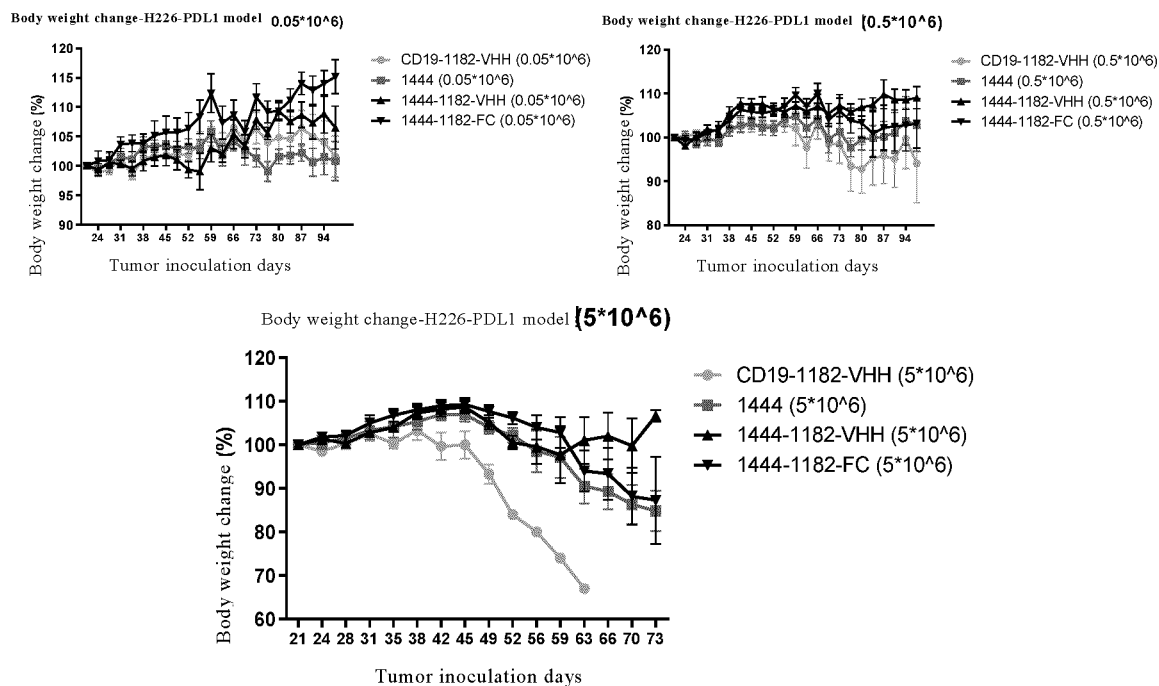 Body weight change-H226-PDL1 model 0.05*10^6)
120
115
110
105
100
95
90
Body weight change (%)
24 31 38 45 52 59 66 73 80 87 94
Tumor inoculation days
CD19-1182-VHH (0.05*10^6)
1444 (0.05*10^6)
1444-1182-VHH (0.05*10^6)
1444-1182-FC (0.05*10^6)
Body weight change-H226-PDL1 model (0.5*10^6)
120
110
100
90
80
Body weight change (%)
24 31 38 45 52 59 66 73 80 87 94
Tumor inoculation days
CD19-1182-VHH (0.5*10^6)
1444 (0.5*10^6)
1444-1182-VHH (0.5*10^6)
1444-1182-FC (0.5*10^6)
Body weight change-H226-PDL1 model (5*10^6)
120
110
100
90
80
70
60
Body weight change (%)
21 24 28 31 35 38 42 45 49 52 56 59 63 66 70 73
Tumor inoculation days
CD19-1182-VHH (5*10^6)
1444 (5*10^6)
1444-1182-VHH (5*10^6)
1444-1182-FC (5*10^6)